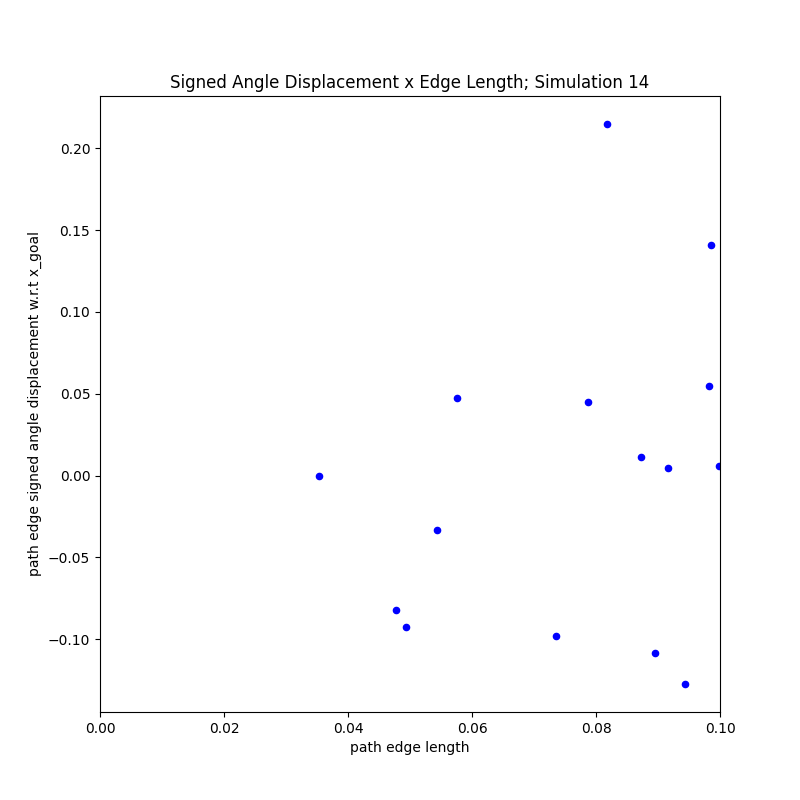 Signed Angle Displacement x Edge Length; Simulation 14
path edge signed angle displacement w.r.t x_goal
0.20
0.15
0.10
0.05
0.00
−0.05
−0.10
0.00 0.02 0.04 0.06 0.08 0.10
path edge length